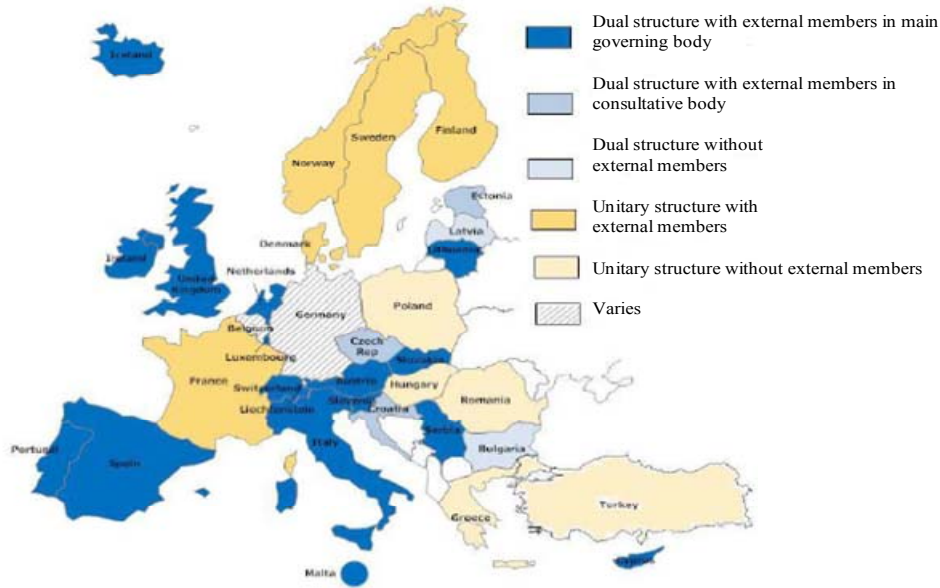 Dual structure with external members in main
governing body
Dual structure with external members in
consultative body
Dual structure without
external members
Unitary structure with
external members
Unitary structure without external members
Varies
Iceland
Norway
Sweden
Finland
Estonia
Latvia
Lithuania
Denmark
Ireland
United
Kingdom
Netherlands
Belgium
Luxembourg
Germany
Poland
Czech
Rep
Slovakia
France
Switzerland
Liechtenstein
Austria
Hungary
Slovenia
Croatia
Romania
Serbia
Bulgaria
Italy
Portugal
Spain
Greece
Turkey
Malta
Cyprus